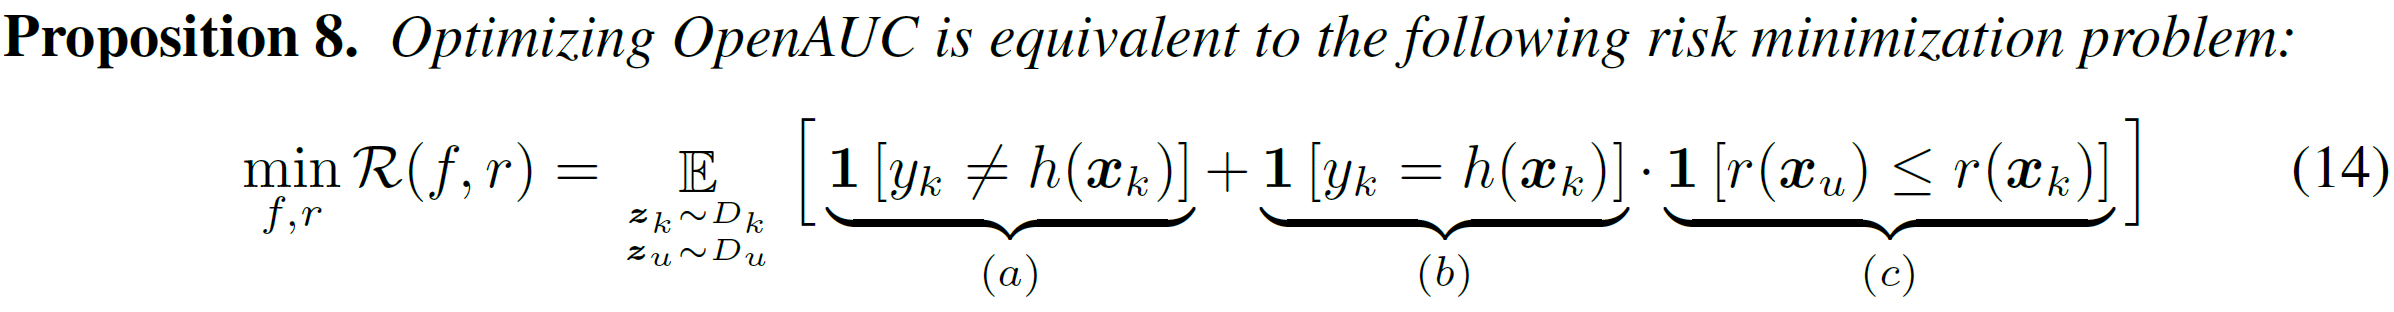 Proposition 8. Optimizing OpenAUC is equivalent to the following risk minimization problem:
min_{f,r} R(f, r) = E_{z_k∼D_k, z_u∼D_u} [ 1 [y_k ≠ h(x_k)] + 1 [y_k = h(x_k)] · 1 [r(x_u) ≤ r(x_k)] ] (14)
(a) (b) (c)